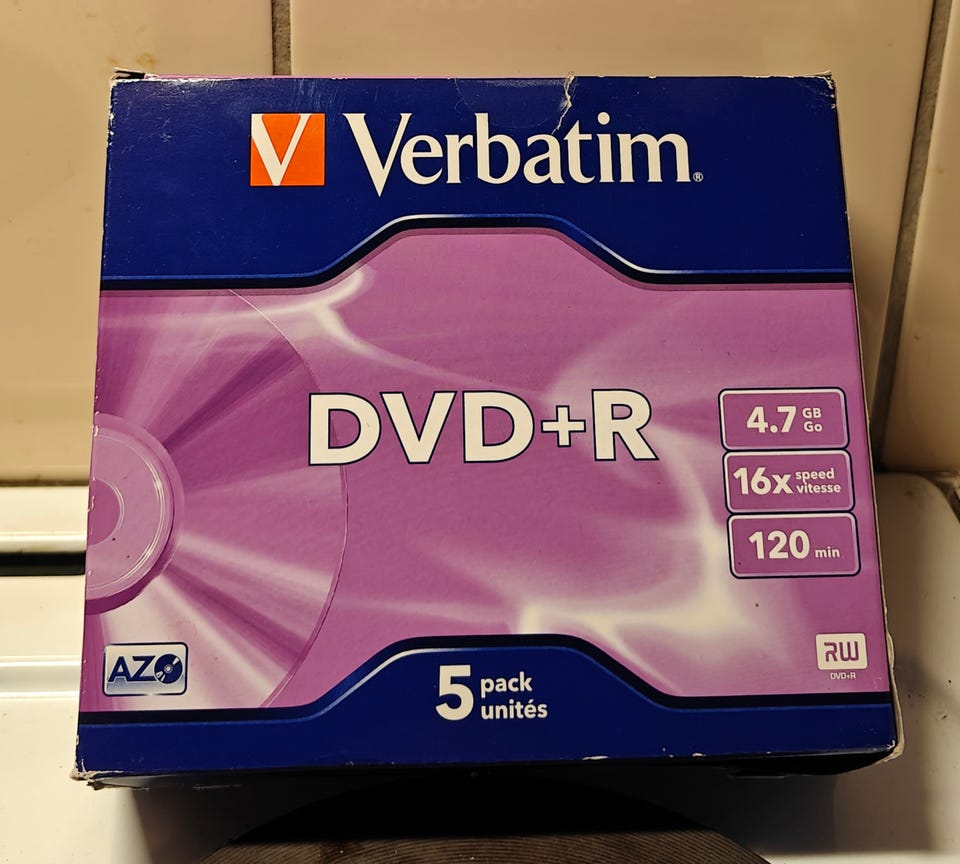 Verbatim®
DVD+R
4.7 GB
Go
16x speed
vitesse
120 min
AZO
RW
DVD+R
5 pack
unités